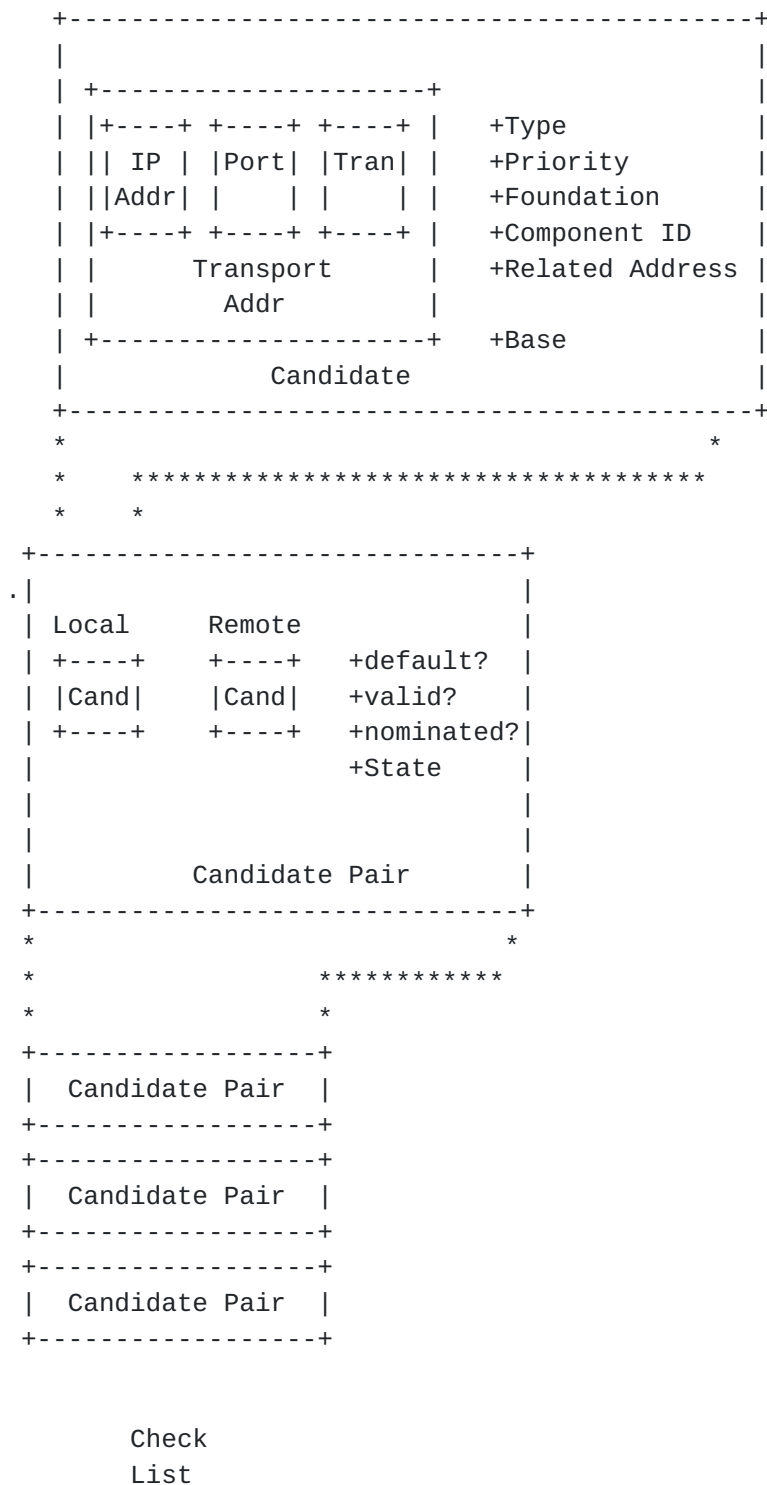 +--------------------------------------------+
|                                            |
| +---------------------+                    |
| |+----+ +----+ +----+ |   +Type            |
| || IP | |Port| |Tran| |   +Priority        |
| ||Addr| |    | |    | |   +Foundation      |
| |+----+ +----+ +----+ |   +Component ID    |
| |      Transport      |   +Related Address |
| |        Addr         |                    |
| +---------------------+   +Base            |
|             Candidate                      |
+--------------------------------------------+
*                                         *
*    *************************************
*    *
+-------------------------------+
.|                               |
| Local     Remote              |
| +----+    +----+   +default?  |
| |Cand|    |Cand|   +valid?    |
| +----+    +----+   +nominated?|
|                    +State     |
|                               |
|                               |
|          Candidate Pair       |
+-------------------------------+
*                              *
*                  ************
*                  *
+------------------+
|  Candidate Pair  |
+------------------+
+------------------+
|  Candidate Pair  |
+------------------+
+------------------+
|  Candidate Pair  |
+------------------+
Check
List